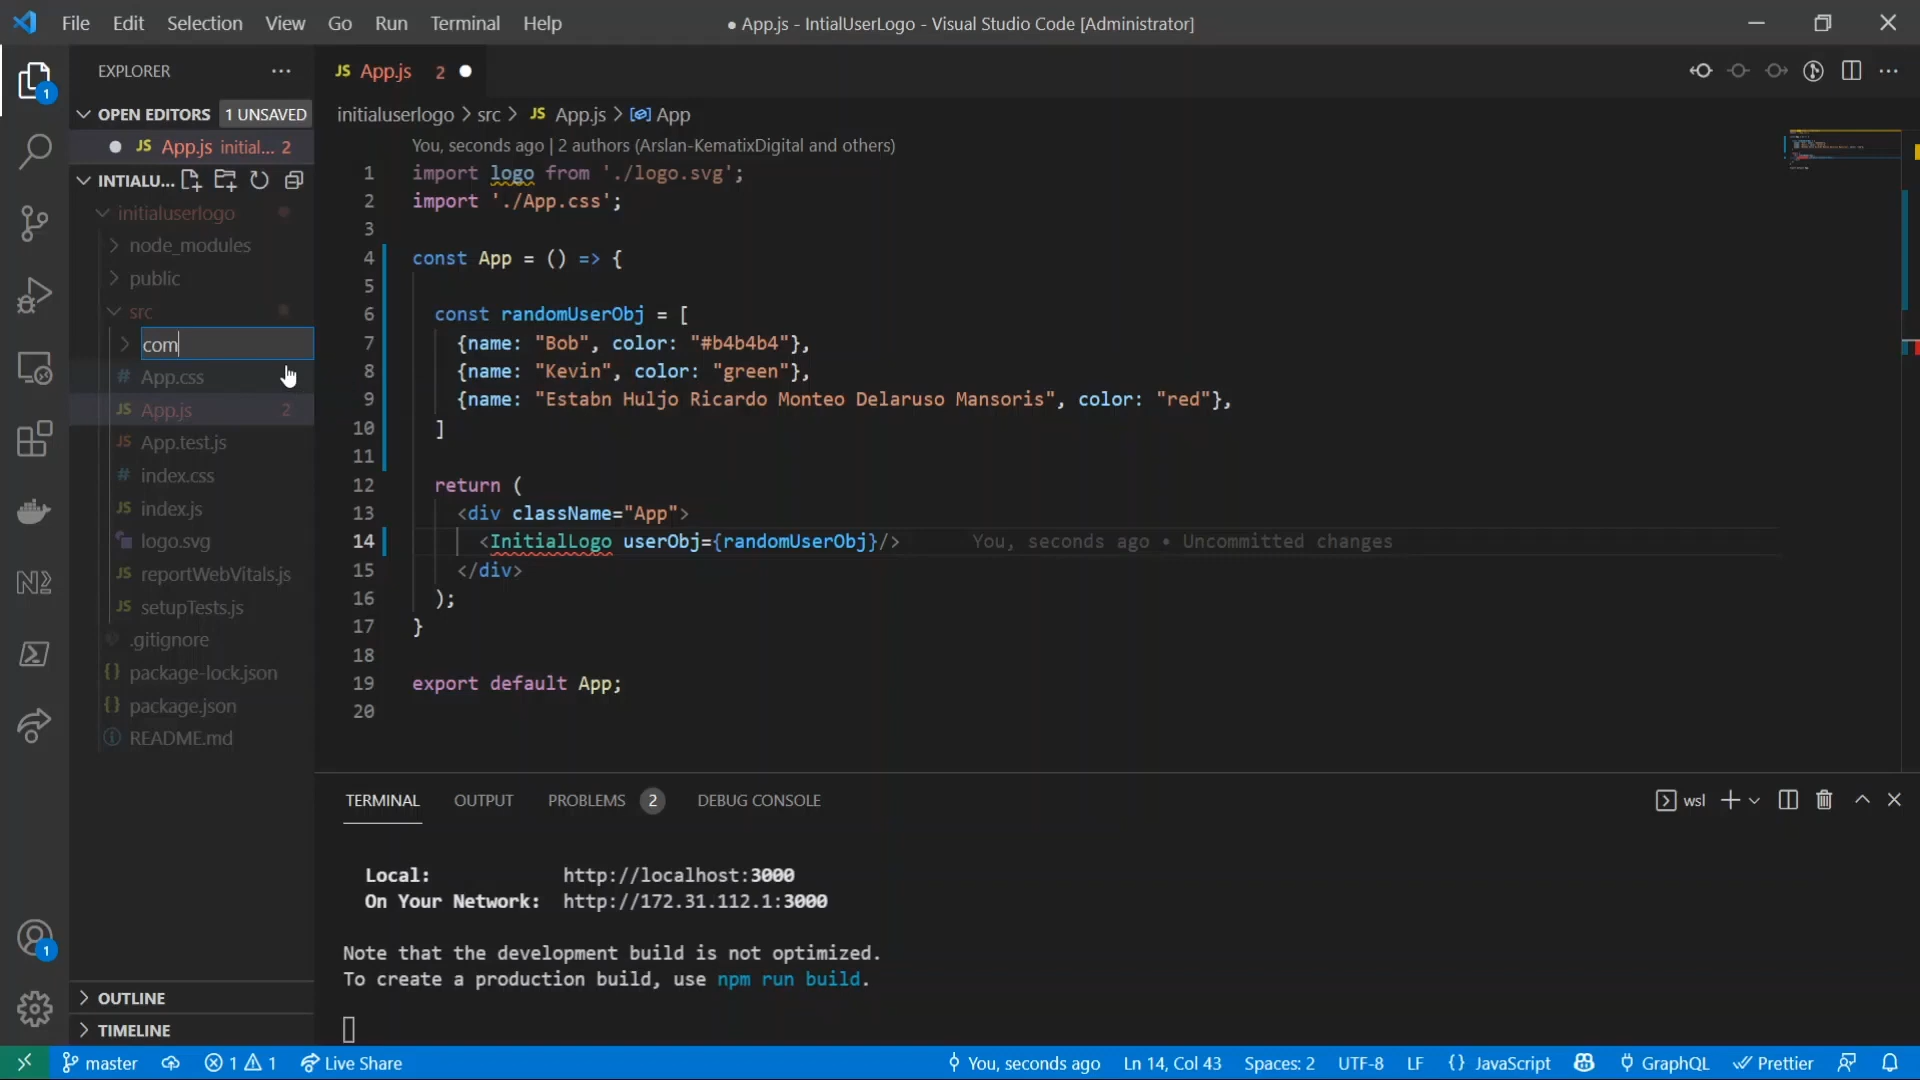 File Edit Selection View Go Run Terminal Help
● App.js - IntialUserLogo - Visual Studio Code [Administrator]
EXPLORER
1
OPEN EDITORS 1 UNSAVED
JS App.js initial... 2
INTIALU...
initialuserlogo
node_modules
public
src
com
# App.css
JS App.js 2
JS App.test.js
# index.css
JS index.js
logo.svg
JS reportWebVitals.js
JS setupTests.js
.gitignore
{} package-lock.json
{} package.json
README.md
OUTLINE
TIMELINE
1
JS App.js 2
initialuserlogo > src > JS App.js > App
You, seconds ago | 2 authors (Arslan-KematixDigital and others)
1 import logo from './logo.svg';
2 import './App.css';
3
4 const App = () => {
5
6 const randomUserObj = [
7 {name: "Bob", color: "#b4b4b4"},
8 {name: "Kevin", color: "green"},
9 {name: "Estabn Huljo Ricardo Monteo Delaruso Mansoris", color: "red"},
10 ]
11
12 return (
13 <div className="App">
14 <InitialLogo userObj={randomUserObj}/> You, seconds ago • Uncommitted changes
15 </div>
16 );
17 }
18
19 export default App;
20
TERMINAL OUTPUT PROBLEMS 2 DEBUG CONSOLE
wsl
Local: http://localhost:3000
On Your Network: http://172.31.112.1:3000
Note that the development build is not optimized.
To create a production build, use npm run build.
master 1 1 Live Share
You, seconds ago Ln 14, Col 43 Spaces: 2 UTF-8 LF {} JavaScript GraphQL Prettier